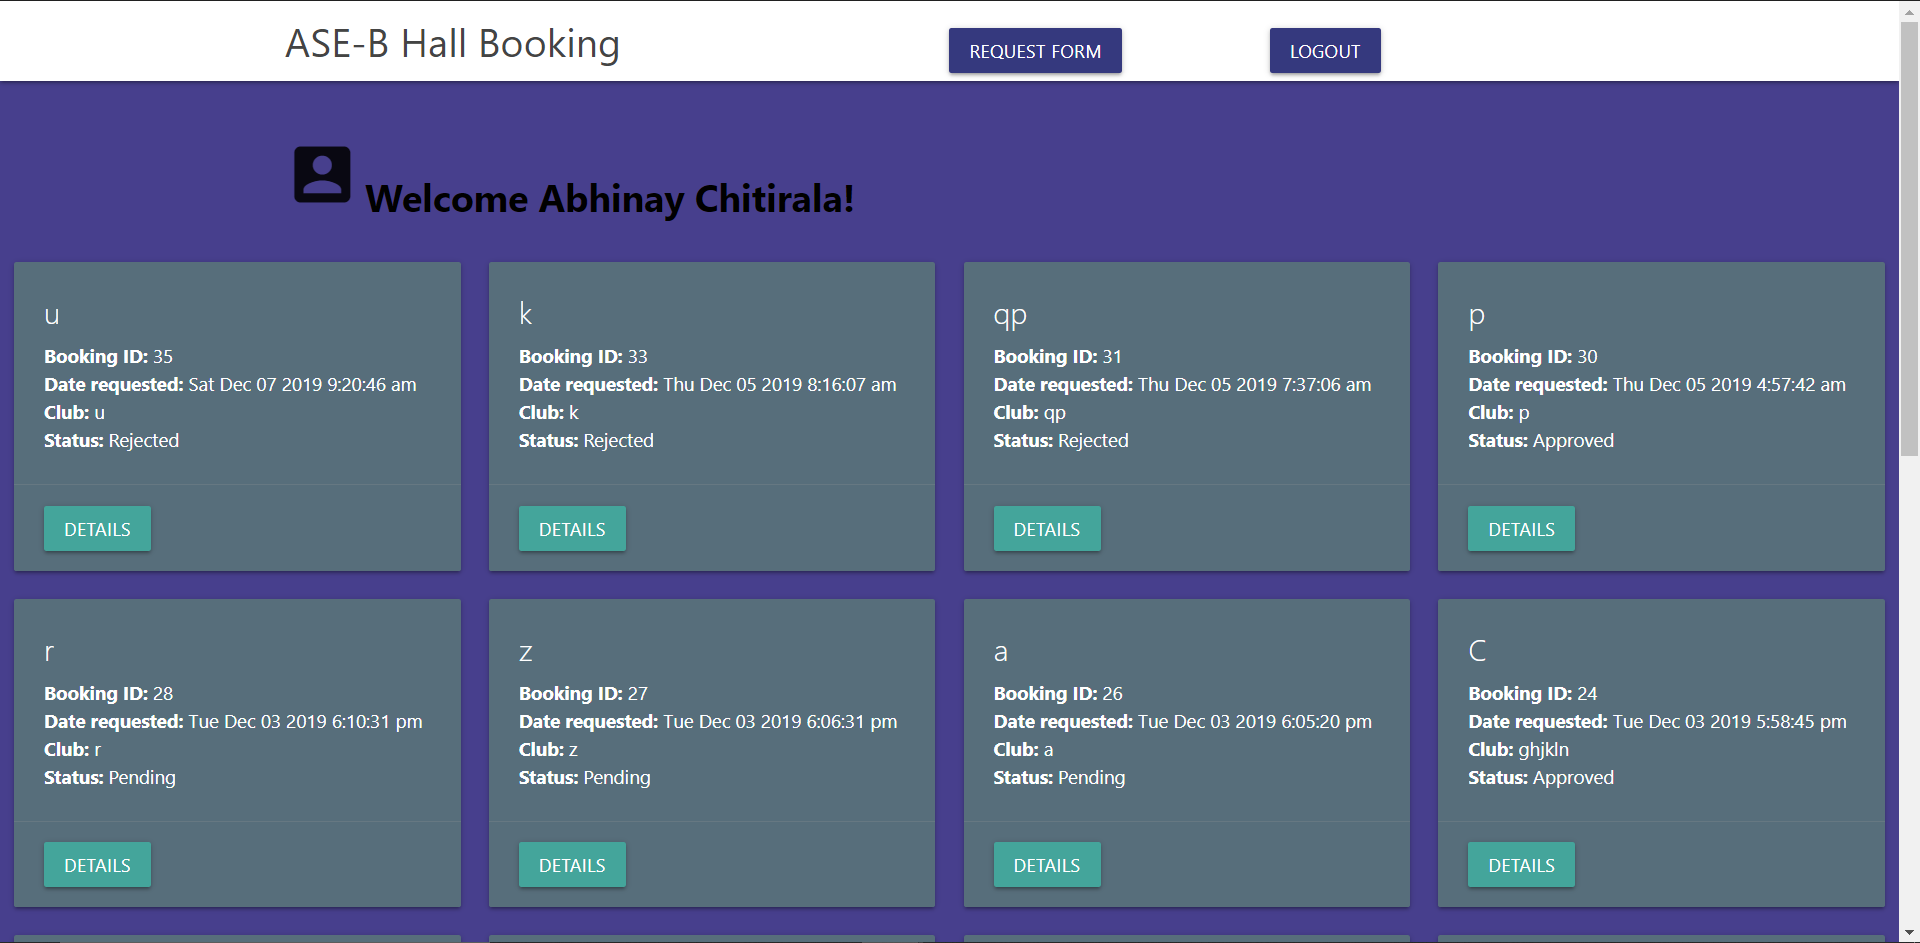 ASE-B Hall Booking
REQUEST FORM
LOGOUT
Welcome Abhinay Chitirala!
u
Booking ID: 35
Date requested: Sat Dec 07 2019 9:20:46 am
Club: u
Status: Rejected
DETAILS
k
Booking ID: 33
Date requested: Thu Dec 05 2019 8:16:07 am
Club: k
Status: Rejected
DETAILS
qp
Booking ID: 31
Date requested: Thu Dec 05 2019 7:37:06 am
Club: qp
Status: Rejected
DETAILS
p
Booking ID: 30
Date requested: Thu Dec 05 2019 4:57:42 am
Club: p
Status: Approved
DETAILS
r
Booking ID: 28
Date requested: Tue Dec 03 2019 6:10:31 pm
Club: r
Status: Pending
DETAILS
z
Booking ID: 27
Date requested: Tue Dec 03 2019 6:06:31 pm
Club: z
Status: Pending
DETAILS
a
Booking ID: 26
Date requested: Tue Dec 03 2019 6:05:20 pm
Club: a
Status: Pending
DETAILS
C
Booking ID: 24
Date requested: Tue Dec 03 2019 5:58:45 pm
Club: ghjkln
Status: Approved
DETAILS